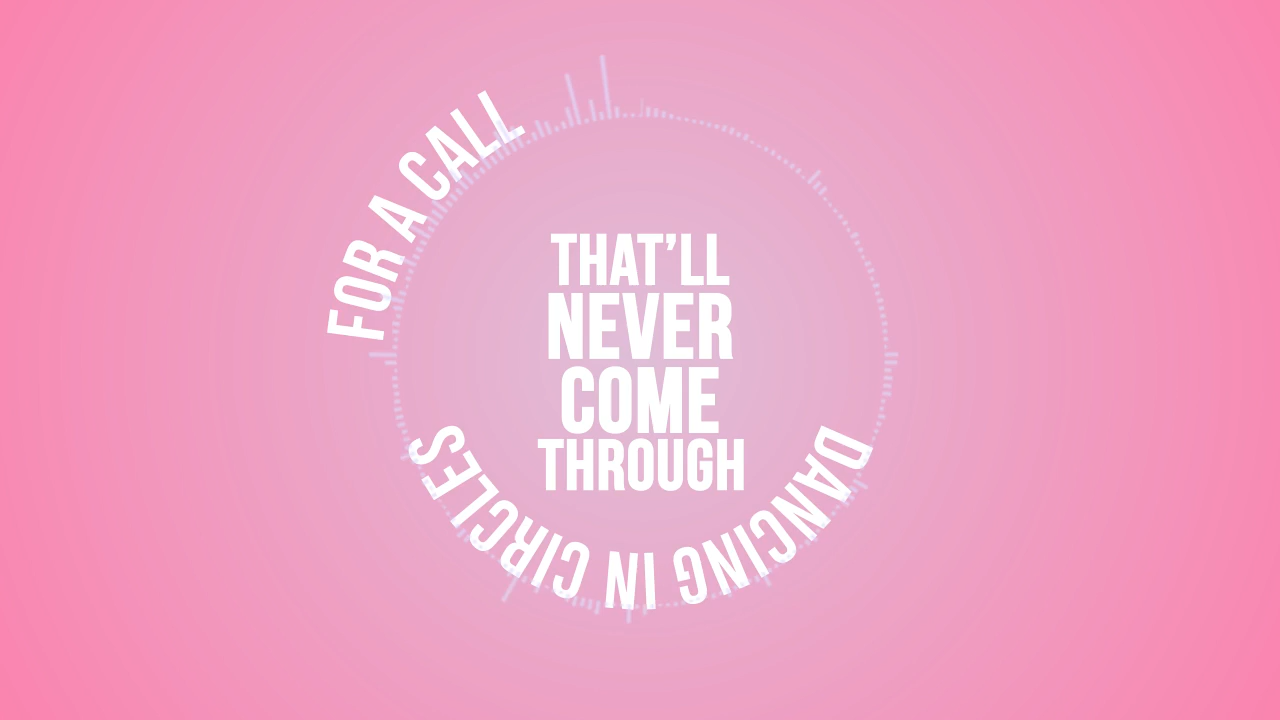 DANCING IN CIRCLES
FOR A CALL
THAT'LL
NEVER
COME
THROUGH